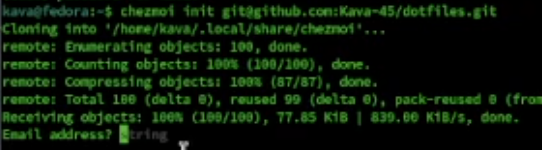 kava@fedora:~$ chezmoi init git@github.com:Kava-45/dotfiles.git
Cloning into '/home/kava/.local/share/chezmoi'...
remote: Enumerating objects: 100, done.
remote: Counting objects: 100% (100/100), done.
remote: Compressing objects: 100% (87/87), done.
remote: Total 100 (delta 0), reused 99 (delta 0), pack-reused 0 (from
Receiving objects: 100% (100/100), 77.85 KiB | 839.00 KiB/s, done.
Email address? string